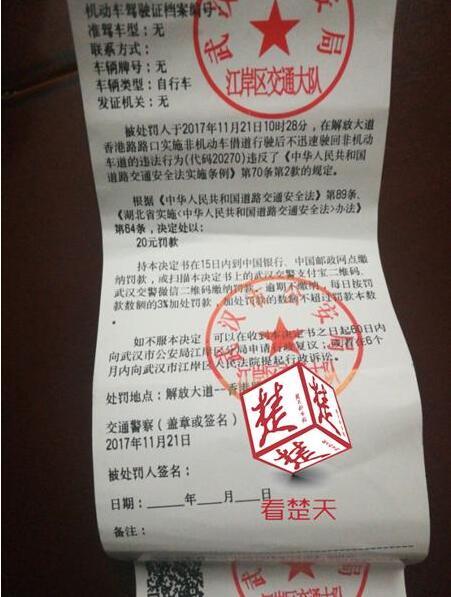 机动车驾驶证档案编号
准驾车型：无
联系方式：
车辆牌号：无
车辆类型：自行车
发证机关：无
江岸区交通大队
被处罚人于2017年11月21日10时28分，在解放大道
香港路路口实施非机动车借道行驶后不迅速驶回非机动
车道的违法行为(代码20270)违反了《中华人民共和国
道路交通安全法实施条例》第70条第2款的规定。
根据《中华人民共和国道路交通安全法》第89条、
《湖北省实施<中华人民共和国道路交通安全法>办法》
第64条，决定处以：
20元罚款
持本决定书在15日内到中国银行、中国邮政网点缴
纳罚款，或扫描本决定书上的武汉交警支付宝二维码、
武汉交警微信二维码缴纳罚款。逾期不缴纳，每日按罚
款数额的3%加处罚款，加处罚款的数额不超过罚款本数
。
如不服本决定，可以在收到本决定书之日起60日内
向武汉市公安局江岸区分局申请行政复议；或者在6个
月内向武汉市江岸区人民法院提起行政诉讼。
处罚地点：解放大道--香港
交通警察（盖章或签名）
2017年11月21日
被处罚人签名：
日期：____年__月__日
备注：
楚楚
楚
看楚天